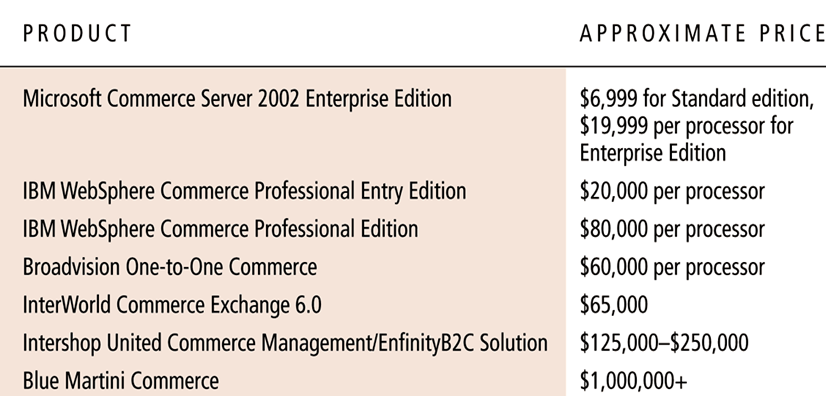 PRODUCT APPROXIMATE PRICE
Microsoft Commerce Server 2002 Enterprise Edition $6,999 for Standard edition,
$19,999 per processor for
Enterprise Edition
IBM WebSphere Commerce Professional Entry Edition $20,000 per processor
IBM WebSphere Commerce Professional Edition $80,000 per processor
Broadvision One-to-One Commerce $60,000 per processor
InterWorld Commerce Exchange 6.0 $65,000
Intershop United Commerce Management/EnfinityB2C Solution $125,000–$250,000
Blue Martini Commerce $1,000,000+